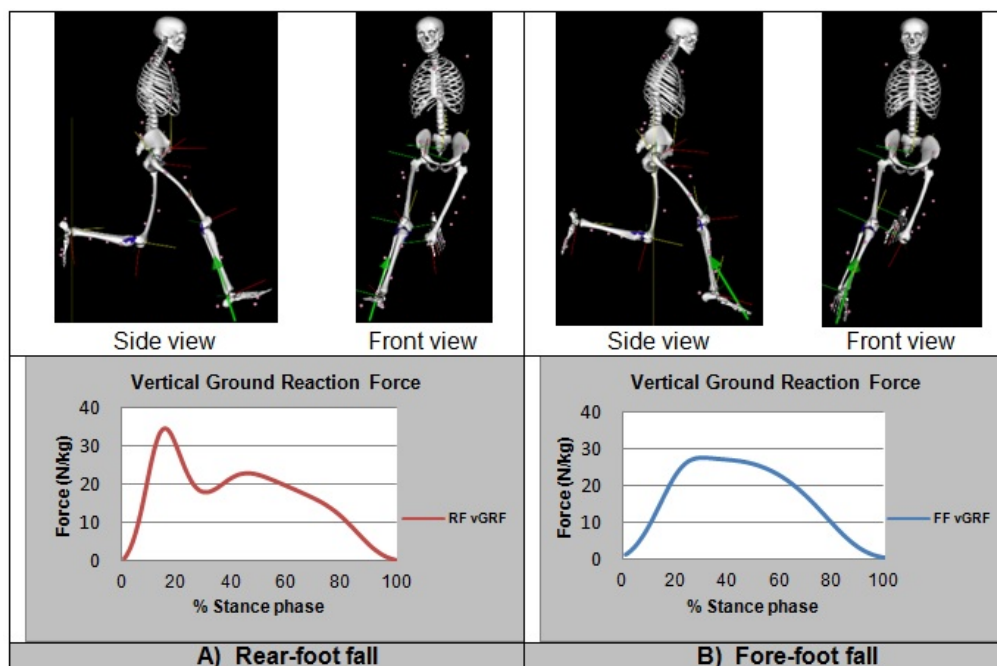 Side view
Front view
Side view
Front view
Vertical Ground Reaction Force
Force (N/kg)
40
30
20
10
0
0 20 40 60 80 100
% Stance phase
RF vGRF
A) Rear-foot fall
Vertical Ground Reaction Force
Force (N/kg)
40
30
20
10
0
0 20 40 60 80 100
% Stance phase
FF vGRF
B) Fore-foot fall